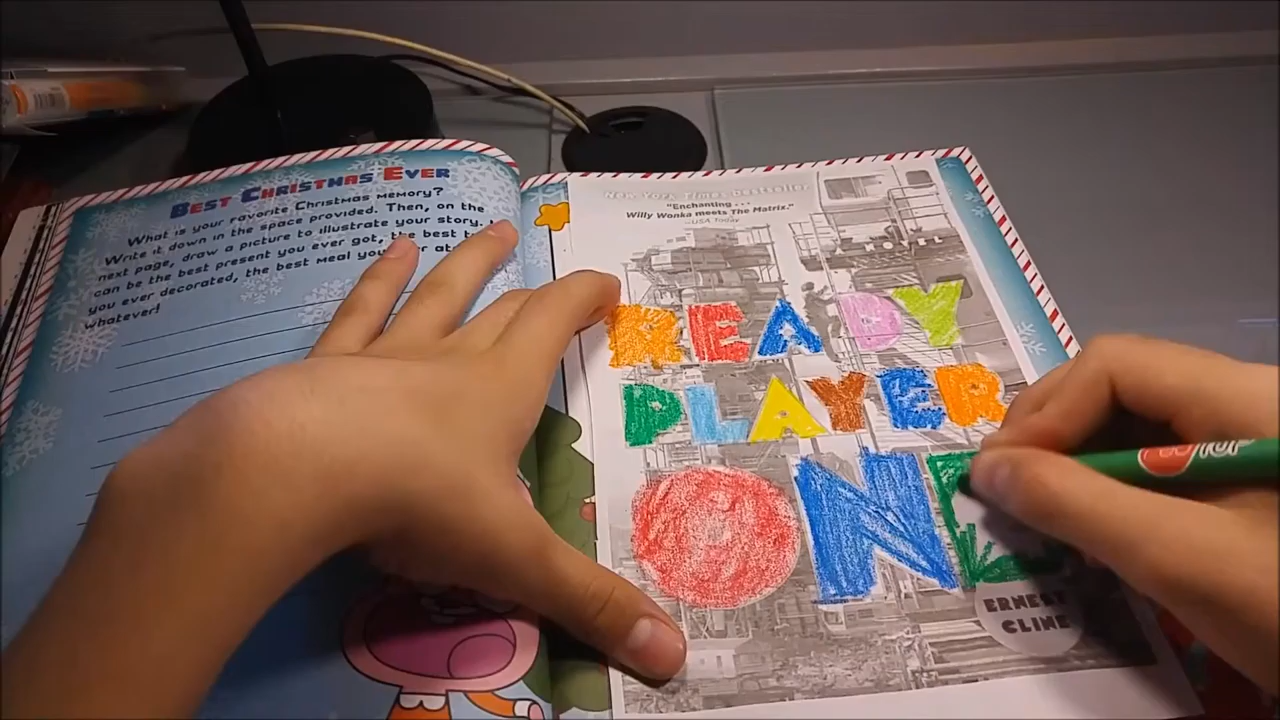 BEST CHRISTMAS EVER
What is your favorite Christmas memory?
Write it down in the space provided. Then, on the
next page, draw a picture to illustrate your story.
can be the best present you ever got, the best
you ever decorated, the best meal you ever
whatever!
New York Times bestseller
"Enchanting . . .
Willy Wonka meets The Matrix."
—USA Today
HOTEL
READY
PLAYER
ONE
ERNEST
CLINE